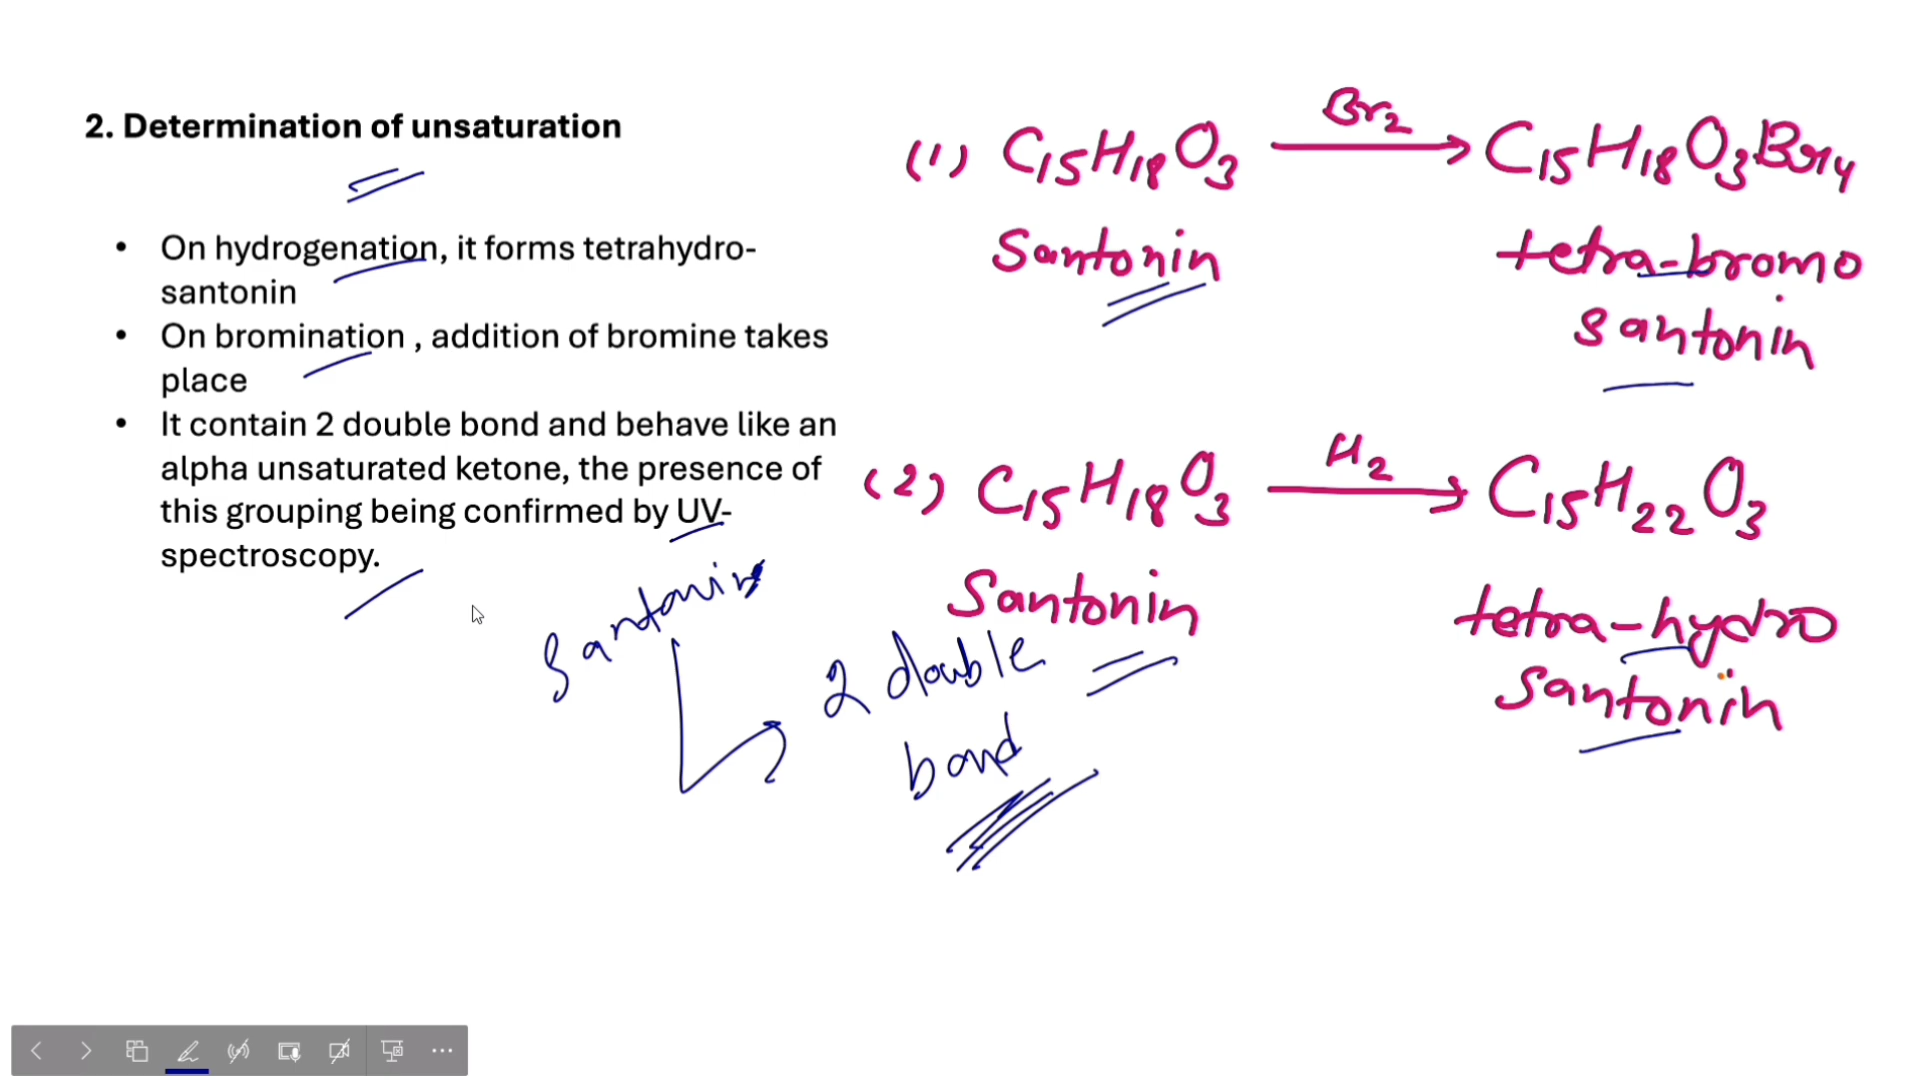 2. Determination of unsaturation
• On hydrogenation, it forms tetrahydro-
santonin
• On bromination , addition of bromine takes
place
• It contain 2 double bond and behave like an
alpha unsaturated ketone, the presence of
this grouping being confirmed by UV-
spectroscopy.
Santonin
2 double
bond
Br₂
(1) C₁₅H₁₈O₃ → C₁₅H₁₈O₃Br₄
Santonin
tetra-bromo
santonin
H₂
(2) C₁₅H₁₈O₃ → C₁₅H₂₂O₃
Santonin
tetra-hydro
Santonin